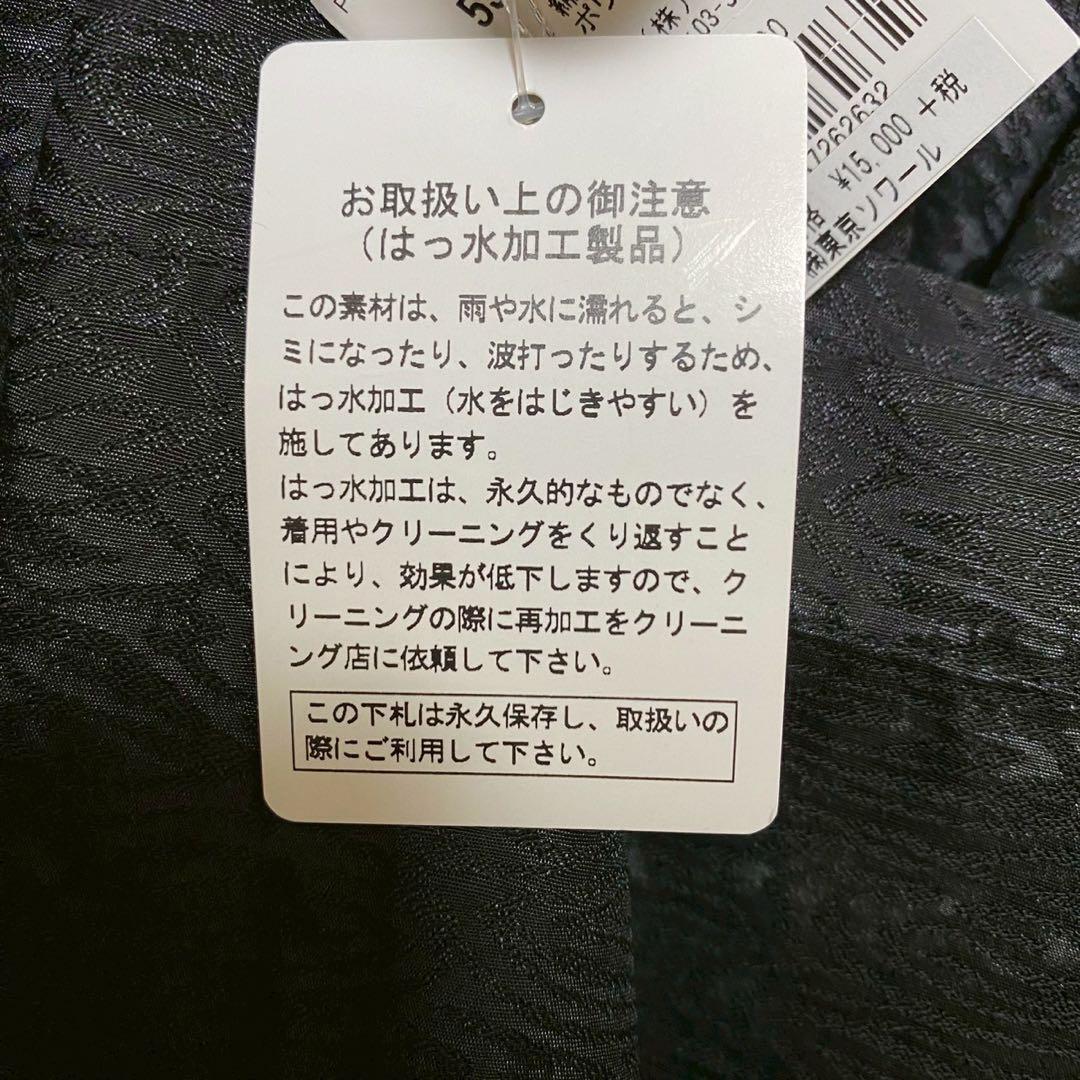 お取扱い上の御注意
(はっ水加工製品)
この素材は、雨や水に濡れると、シ
ミになったり、波打ったりするため、
はっ水加工(水をはじきやすい)を
施してあります。
はっ水加工は、永久的なものでなく、
着用やクリーニングをくり返すこと
により、効果が低下しますので、ク
リーニングの際に再加工をクリーニ
ング店に依頼して下さい。
この下札は永久保存し、取扱いの
際にご利用して下さい。
7262632
¥15,000 +税
㈱東京ソワール